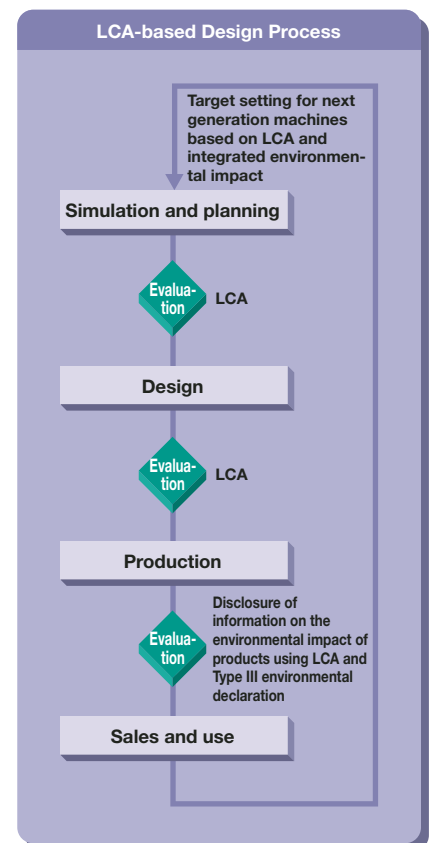 LCA-based Design Process
Target setting for next
generation machines
based on LCA and
integrated environmen-
tal impact
Simulation and planning
Evalua-
tion
LCA
Design
Evalua-
tion
LCA
Production
Evalua-
tion
Disclosure of
information on the
environmental impact of
products using LCA and
Type III environmental
declaration
Sales and use